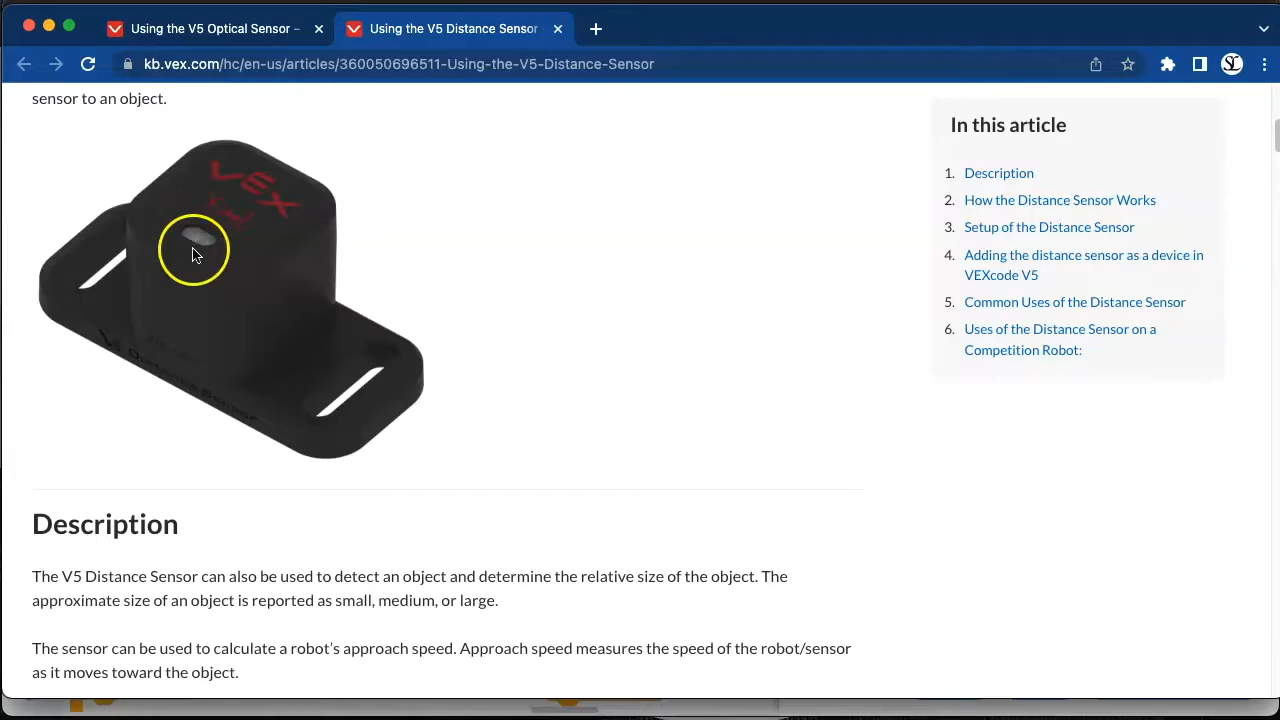 Using the V5 Optical Sensor –
Using the V5 Distance Sensor
kb.vex.com/hc/en-us/articles/360050696511-Using-the-V5-Distance-Sensor
sensor to an object.
VEX
V5 Distance Sensor
Description
The V5 Distance Sensor can also be used to detect an object and determine the relative size of the object. The
approximate size of an object is reported as small, medium, or large.
The sensor can be used to calculate a robot’s approach speed. Approach speed measures the speed of the robot/sensor
as it moves toward the object.
In this article
1. Description
2. How the Distance Sensor Works
3. Setup of the Distance Sensor
4. Adding the distance sensor as a device in
VEXcode V5
5. Common Uses of the Distance Sensor
6. Uses of the Distance Sensor on a
Competition Robot: